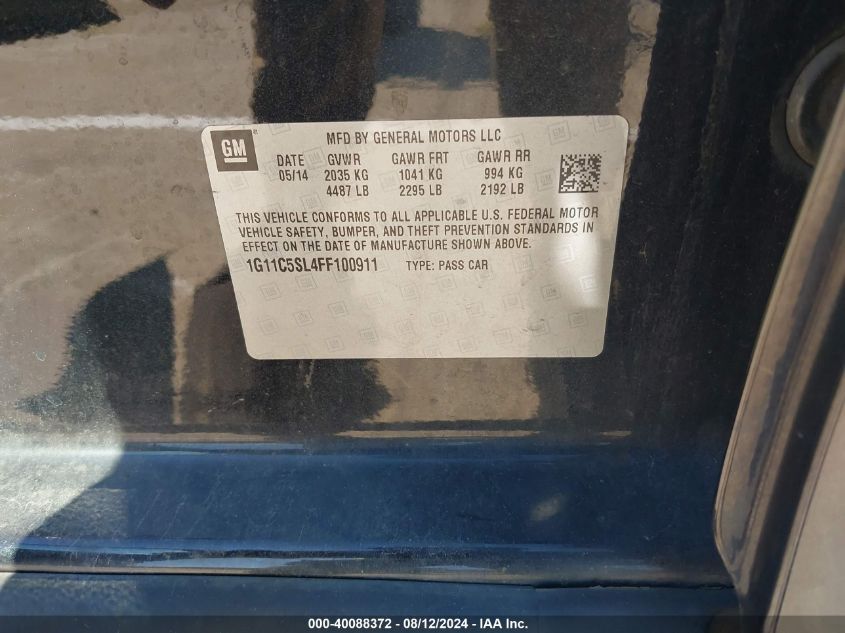 GM
MFD BY GENERAL MOTORS LLC
DATE GVWR GAWR FRT GAWR RR
05/14 2035 KG 1041 KG 994 KG
4487 LB 2295 LB 2192 LB
THIS VEHICLE CONFORMS TO ALL APPLICABLE U.S. FEDERAL MOTOR
VEHICLE SAFETY, BUMPER, AND THEFT PREVENTION STANDARDS IN
EFFECT ON THE DATE OF MANUFACTURE SHOWN ABOVE.
1G11C5SL4FF100911 TYPE: PASS CAR
000-40088372 - 08/12/2024 - IAA Inc.